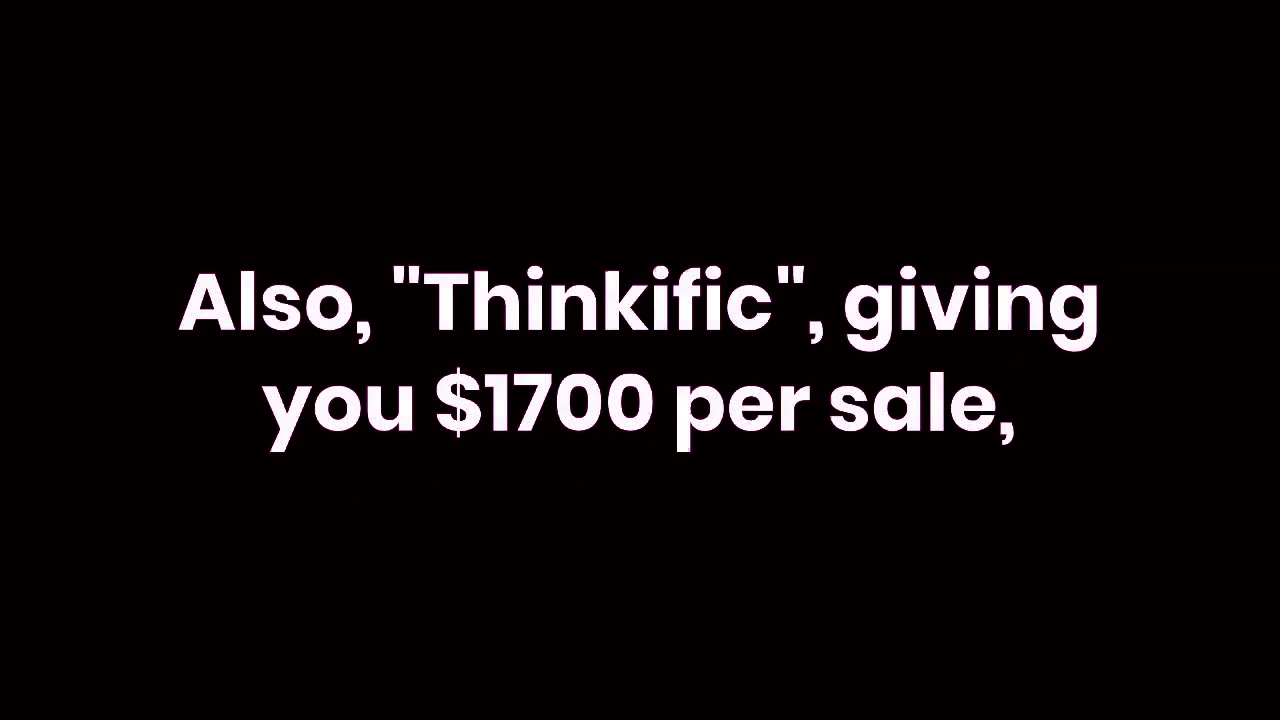 Also, "Thinkific", giving
you $1700 per sale,